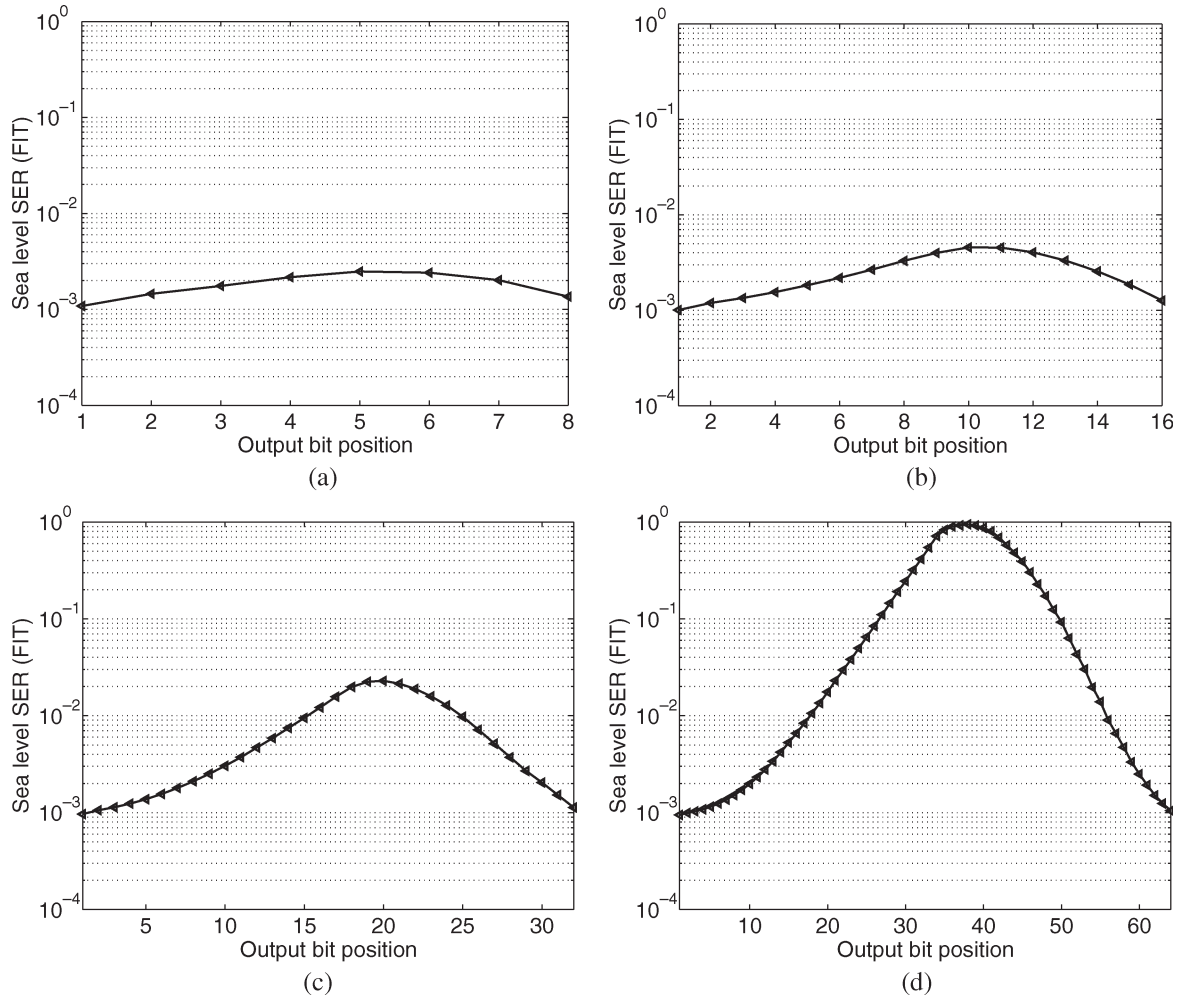 10^0
10^−1
10^−2
10^−3
10^−4
Sea level SER (FIT)
1 2 3 4 5 6 7 8
Output bit position
(a)
10^0
10^−1
10^−2
10^−3
10^−4
Sea level SER (FIT)
2 4 6 8 10 12 14 16
Output bit position
(b)
10^0
10^−1
10^−2
10^−3
10^−4
Sea level SER (FIT)
5 10 15 20 25 30
Output bit position
(c)
10^0
10^−1
10^−2
10^−3
10^−4
Sea level SER (FIT)
10 20 30 40 50 60
Output bit position
(d)